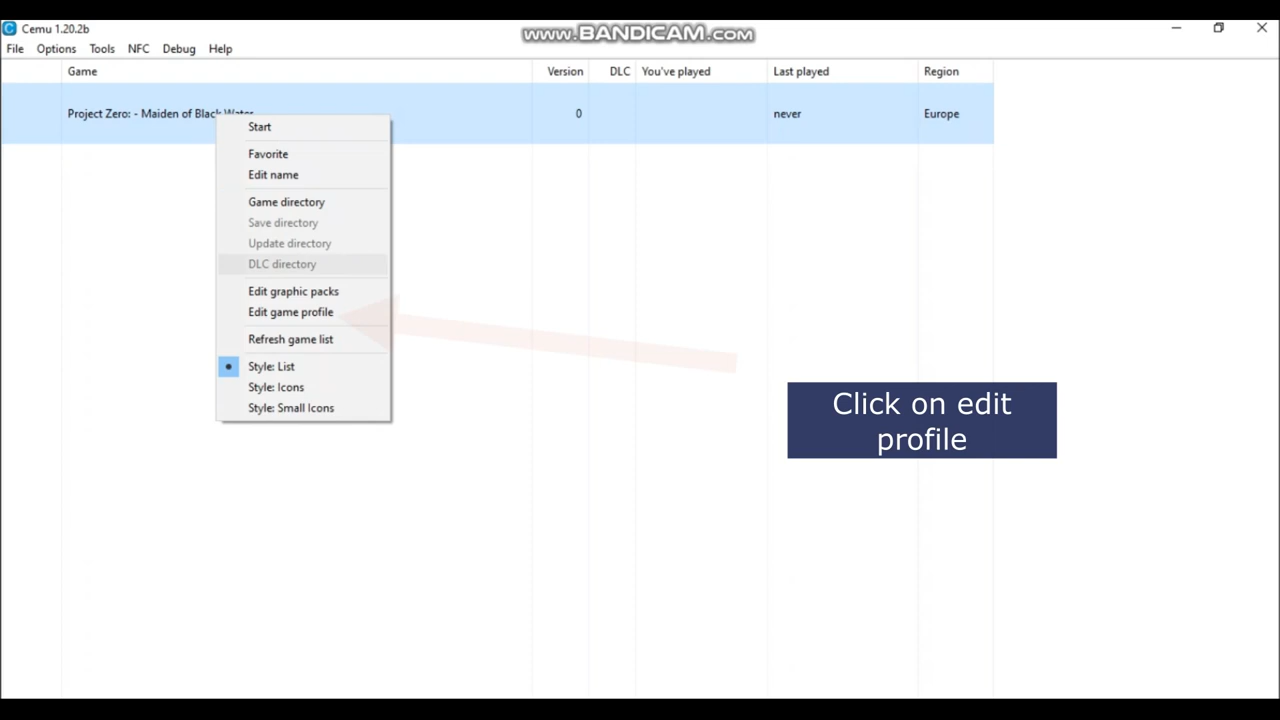 Cemu 1.20.2b
www.BANDICAM.com
File Options Tools NFC Debug Help
Game Version DLC You've played Last played Region
Project Zero: - Maiden of Black Water 0 never Europe
Start
Favorite
Edit name
Game directory
Save directory
Update directory
DLC directory
Edit graphic packs
Edit game profile
Refresh game list
Style: List
Style: Icons
Style: Small Icons
Click on edit
profile